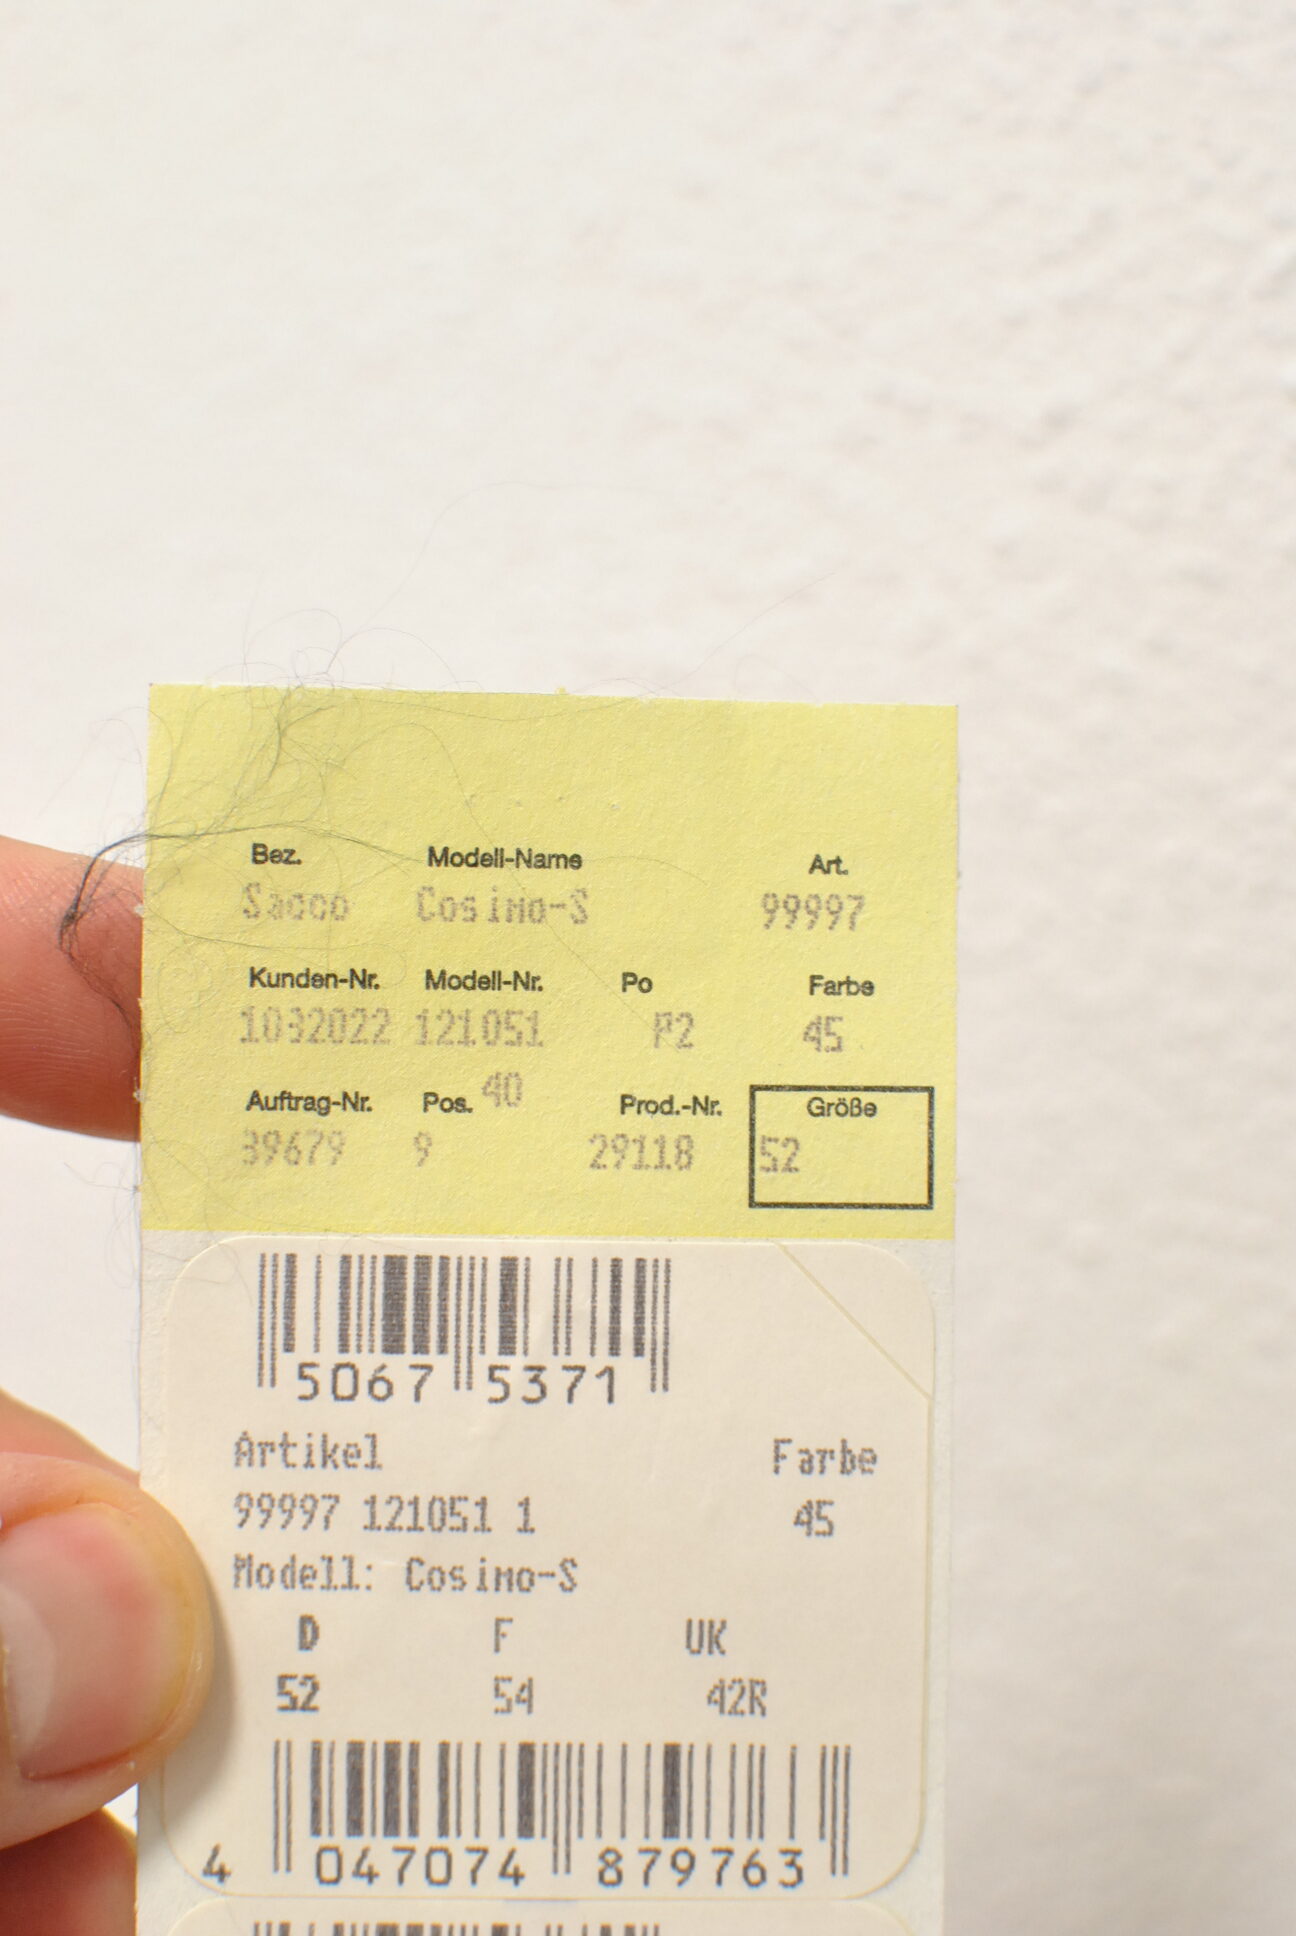 Bez. Modell-Name Art.
Sacco Cosimo-S 99997
Kunden-Nr. Modell-Nr. Po Farbe
1032022 121051 P2 45
40
Auftrag-Nr. Pos. Prod.-Nr. Größe
39679 9 29118 52
5067 5371
Artikel Farbe
99997 121051 1 45
Modell: Cosimo-S
D F UK
52 54 42R
4 047074 879763